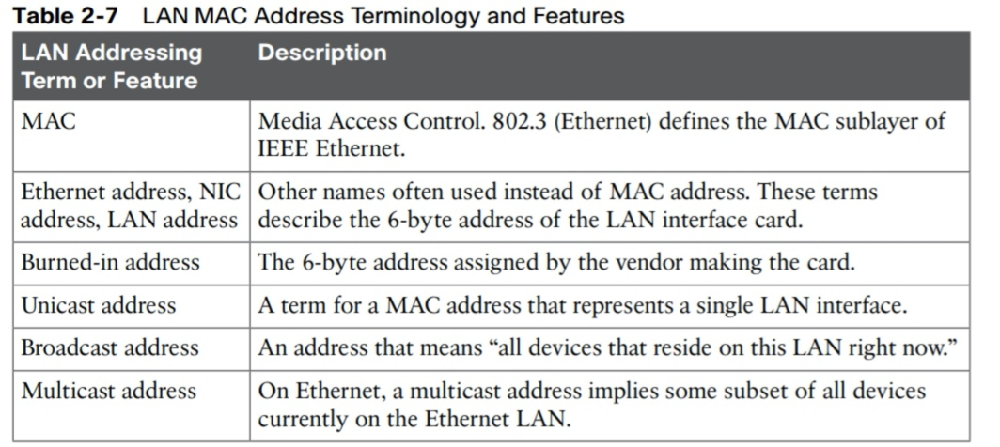 Table 2-7 LAN MAC Address Terminology and Features
LAN Addressing Description
Term or Feature
MAC Media Access Control. 802.3 (Ethernet) defines the MAC sublayer of
IEEE Ethernet.
Ethernet address, NIC Other names often used instead of MAC address. These terms
address, LAN address describe the 6-byte address of the LAN interface card.
Burned-in address The 6-byte address assigned by the vendor making the card.
Unicast address A term for a MAC address that represents a single LAN interface.
Broadcast address An address that means “all devices that reside on this LAN right now.”
Multicast address On Ethernet, a multicast address implies some subset of all devices
currently on the Ethernet LAN.